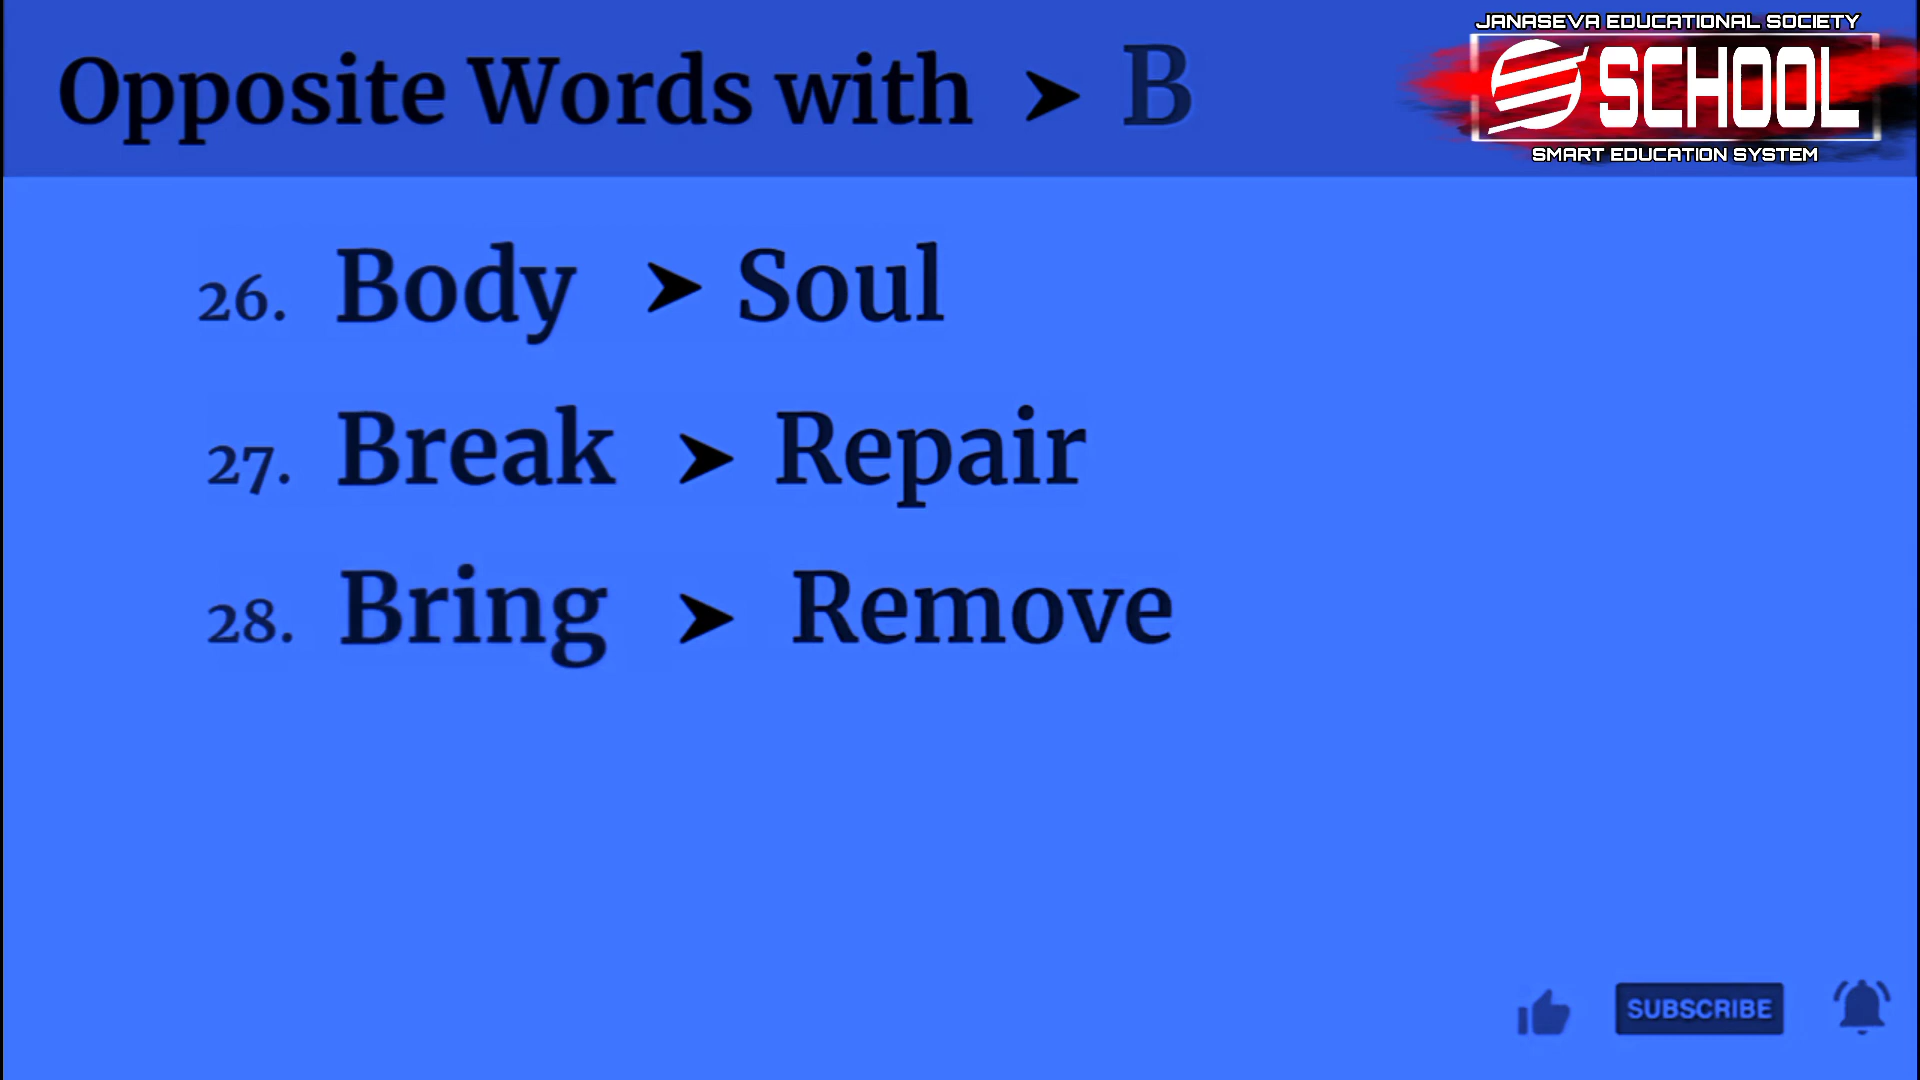 JANASEVA EDUCATIONAL SOCIETY
Opposite Words with ➤ B
SCHOOL
SMART EDUCATION SYSTEM
26. Body ➤ Soul
27. Break ➤ Repair
28. Bring ➤ Remove
SUBSCRIBE